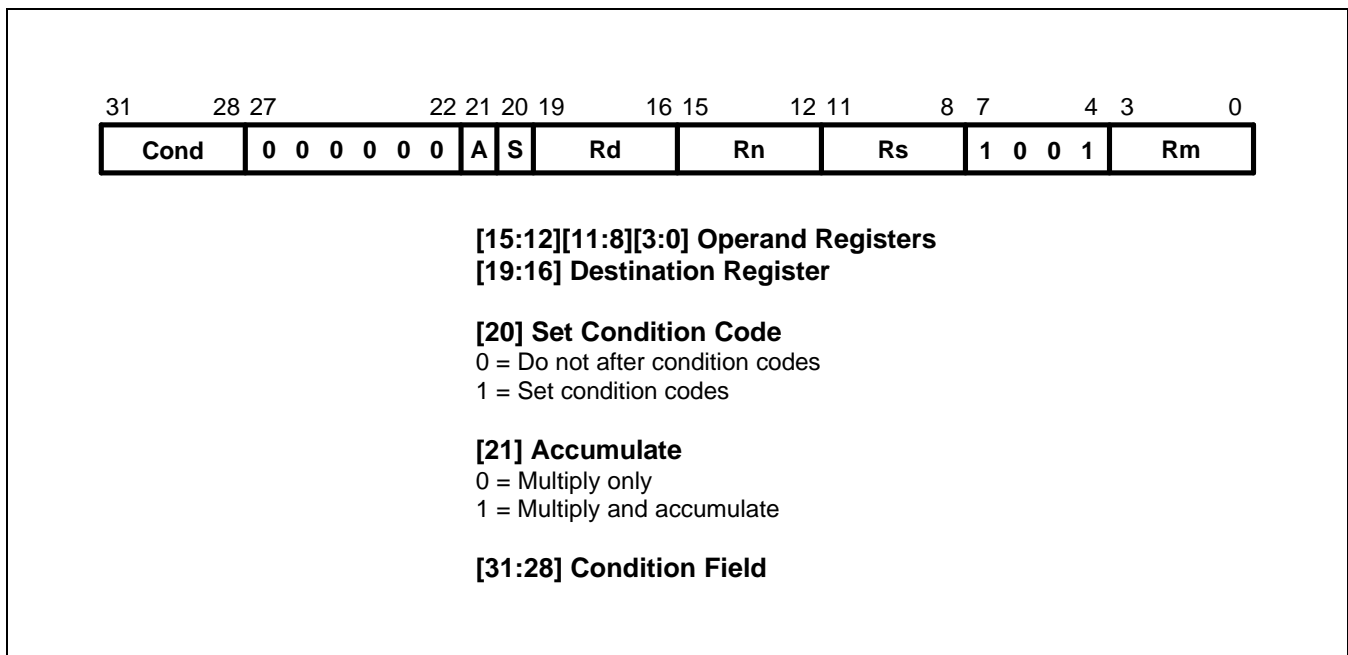 31 28 27 22 21 20 19 16 15 12 11 8 7 4 3 0
Cond 0 0 0 0 0 0 A S Rd Rn Rs 1 0 0 1 Rm
[15:12][11:8][3:0] Operand Registers
[19:16] Destination Register
[20] Set Condition Code
0 = Do not after condition codes
1 = Set condition codes
[21] Accumulate
0 = Multiply only
1 = Multiply and accumulate
[31:28] Condition Field